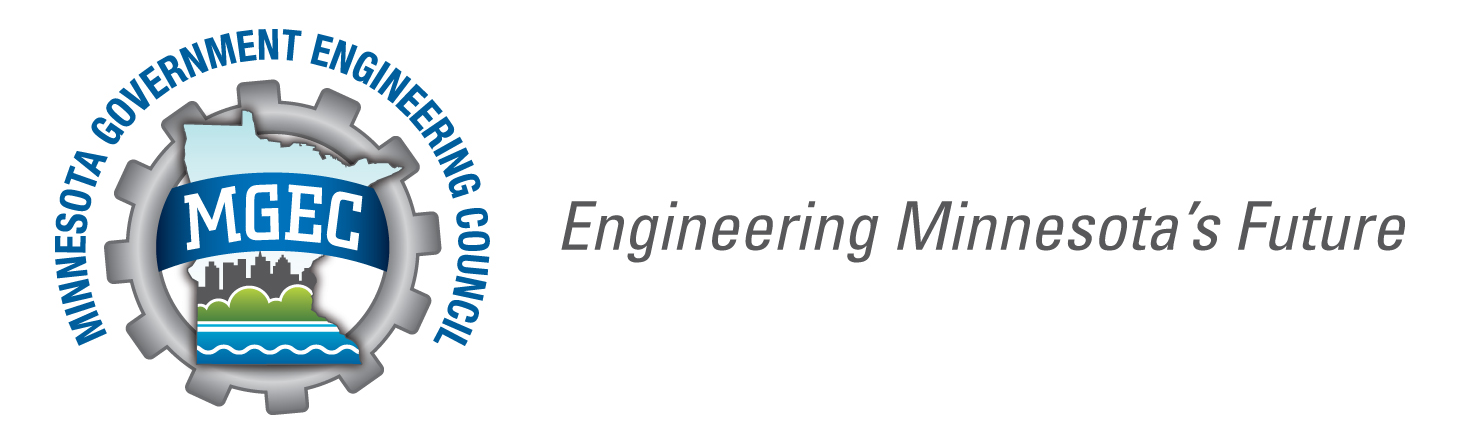 MINNESOTA GOVERNMENT ENGINEERING COUNCIL
MGEC
Engineering Minnesota’s Future